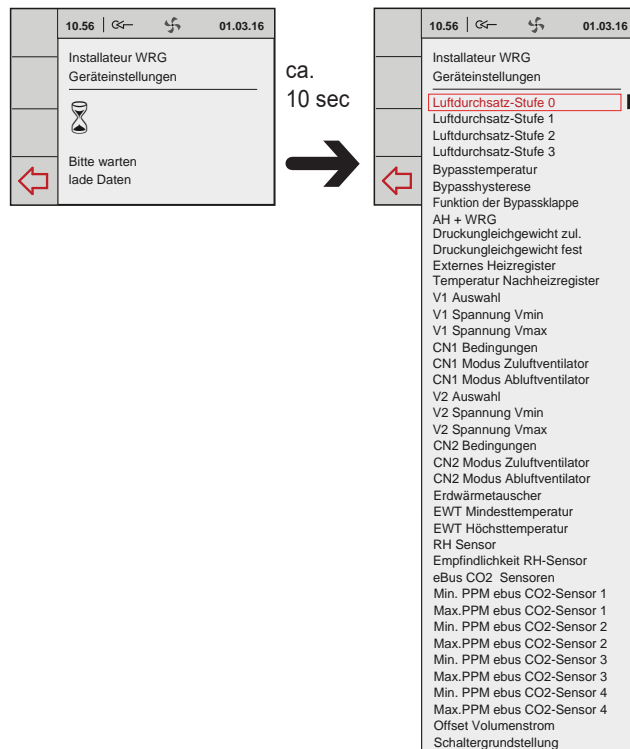 10.56 01.03.16
Installateur WRG
Geräteinstellungen
Bitte warten
lade Daten
ca.
10 sec
10.56 01.03.16
Installateur WRG
Geräteinstellungen
Luftdurchsatz-Stufe 0
Luftdurchsatz-Stufe 1
Luftdurchsatz-Stufe 2
Luftdurchsatz-Stufe 3
Bypasstemperatur
Bypasshysterese
Funktion der Bypassklappe
AH + WRG
Druckungleichgewicht zul.
Druckungleichgewicht fest
Externes Heizregister
Temperatur Nachheizregister
V1 Auswahl
V1 Spannung Vmin
V1 Spannung Vmax
CN1 Bedingungen
CN1 Modus Zuluftventilator
CN1 Modus Abluftventilator
V2 Auswahl
V2 Spannung Vmin
V2 Spannung Vmax
CN2 Bedingungen
CN2 Modus Zuluftventilator
CN2 Modus Abluftventilator
Erdwärmetauscher
EWT Mindesttemperatur
EWT Höchsttemperatur
RH Sensor
Empfindlichkeit RH-Sensor
eBus CO2 Sensoren
Min. PPM ebus CO2-Sensor 1
Max.PPM ebus CO2-Sensor 1
Min. PPM ebus CO2-Sensor 2
Max.PPM ebus CO2-Sensor 2
Min. PPM ebus CO2-Sensor 3
Max.PPM ebus CO2-Sensor 3
Min. PPM ebus CO2-Sensor 4
Max.PPM ebus CO2-Sensor 4
Offset Volumenstrom
Schaltergrundstellung